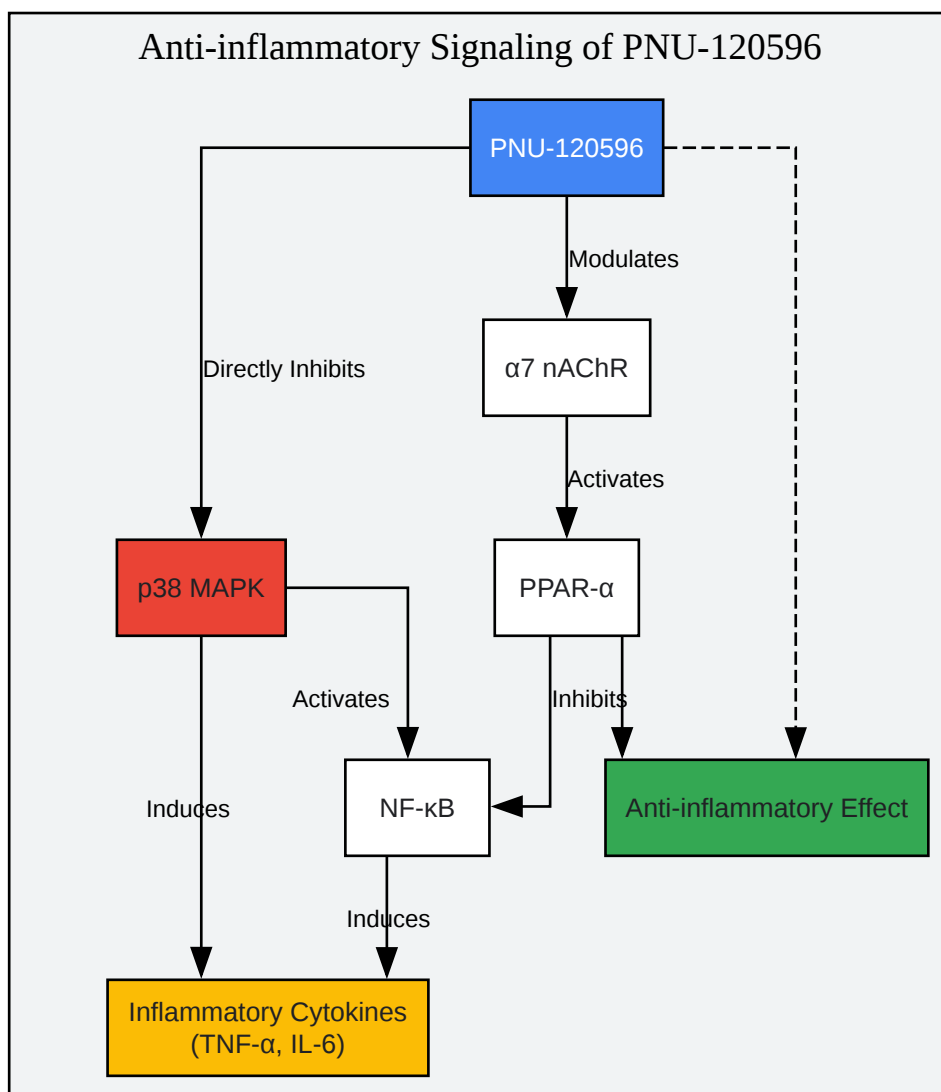 Anti-inflammatory Signaling of PNU-120596
PNU-120596
Modulates
α7 nAChR
Directly Inhibits
Activates
p38 MAPK
PPAR-α
Activates
Inhibits
NF-κB
Anti-inflammatory Effect
Induces
Induces
Inflammatory Cytokines
(TNF-α, IL-6)